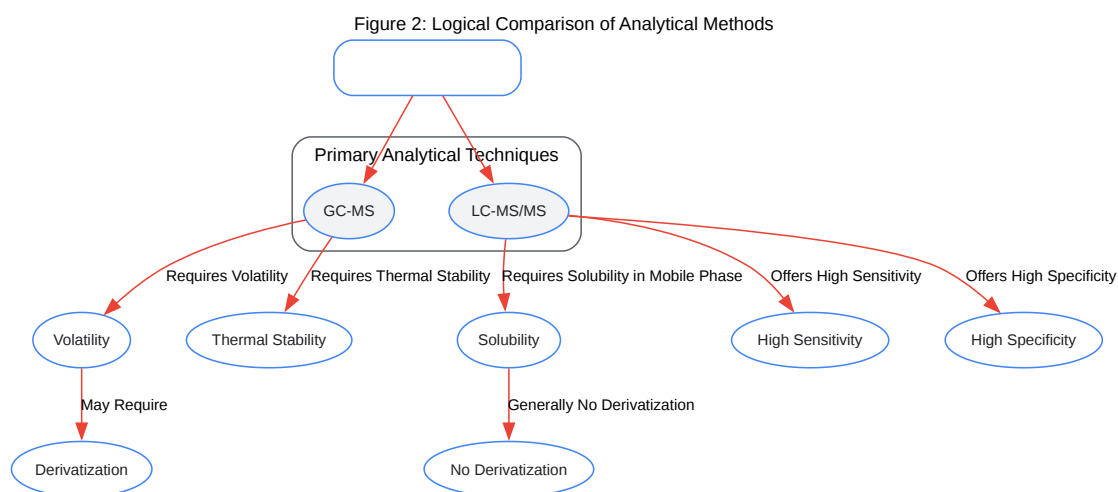 Figure 2: Logical Comparison of Analytical Methods
Primary Analytical Techniques
GC-MS
LC-MS/MS
Requires Volatility
Requires Thermal Stability
Requires Solubility in Mobile Phase
Offers High Sensitivity
Offers High Specificity
Volatility
Thermal Stability
Solubility
High Sensitivity
High Specificity
May Require
Generally No Derivatization
Derivatization
No Derivatization